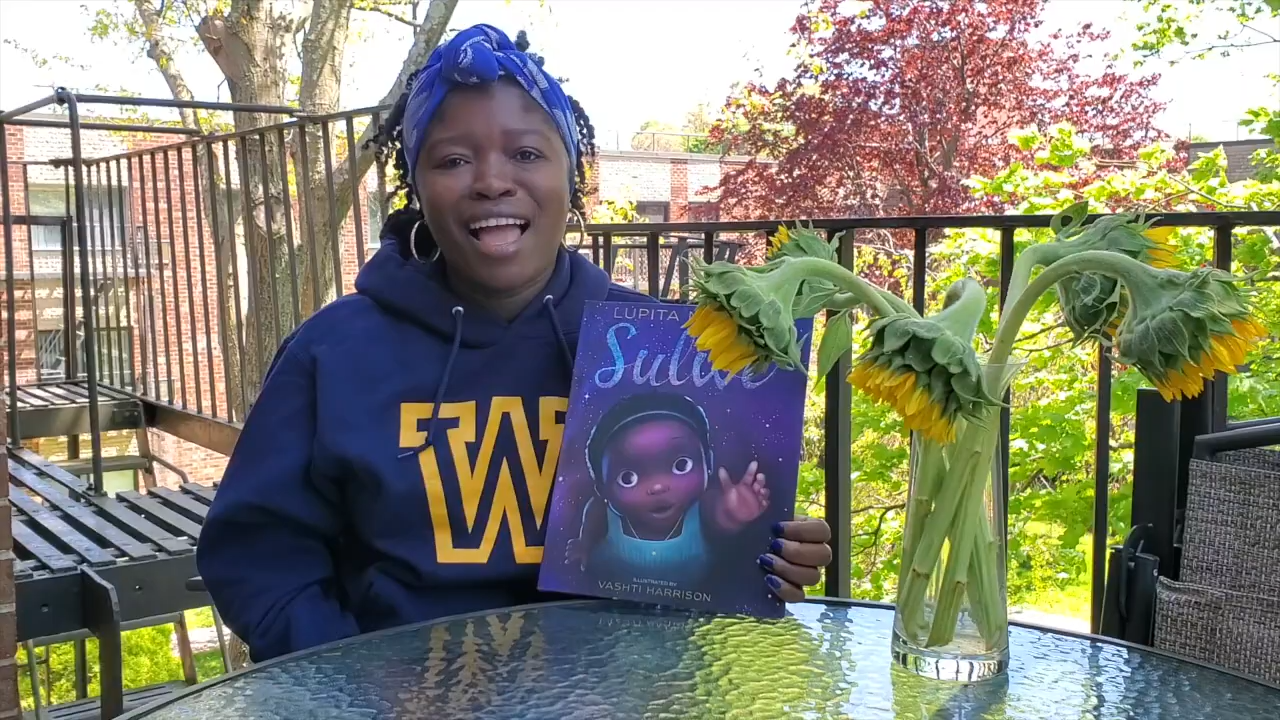 LUPITA
Sulwe
W
ILLUSTRATED BY
VASHTI HARRISON